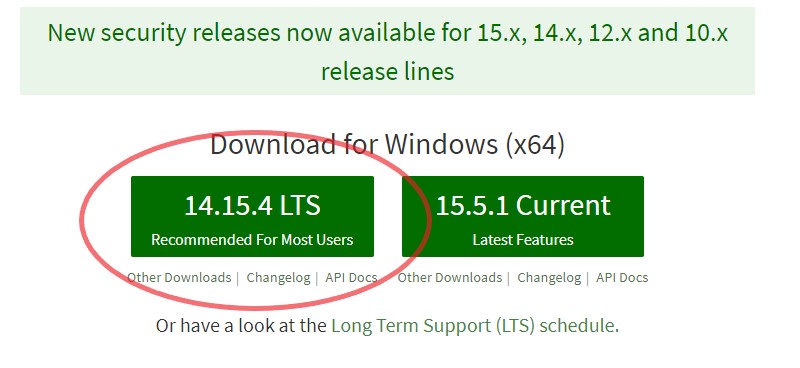 New security releases now available for 15.x, 14.x, 12.x and 10.x
release lines
Download for Windows (x64)
14.15.4 LTS
Recommended For Most Users
15.5.1 Current
Latest Features
Other Downloads | Changelog | API Docs
Other Downloads | Changelog | API Docs
Or have a look at the Long Term Support (LTS) schedule.